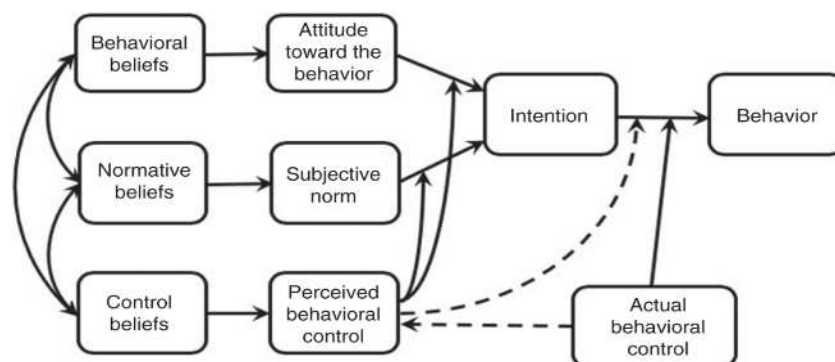 Behavioral
beliefs
Attitude
toward the
behavior
Intention
Behavior
Normative
beliefs
Subjective
norm
Control
beliefs
Perceived
behavioral
control
Actual
behavioral
control